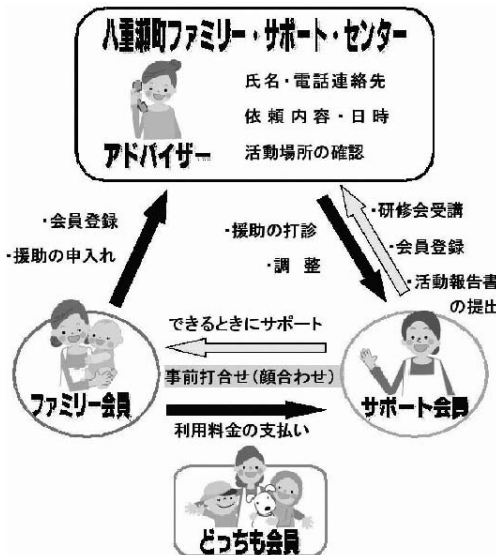 八重瀬町ファミリー・サポート・センター
氏名・電話連絡先
依頼内容・日時
アドバイザー
活動場所の確認
・会員登録
・援助の申入れ
・援助の打診
・調 整
・研修会受講
・会員登録
・活動報告書
の提出
できるときにサポート
事前打合せ(顔合わせ)
ファミリー会員
サポート会員
利用料金の支払い
どっちも会員